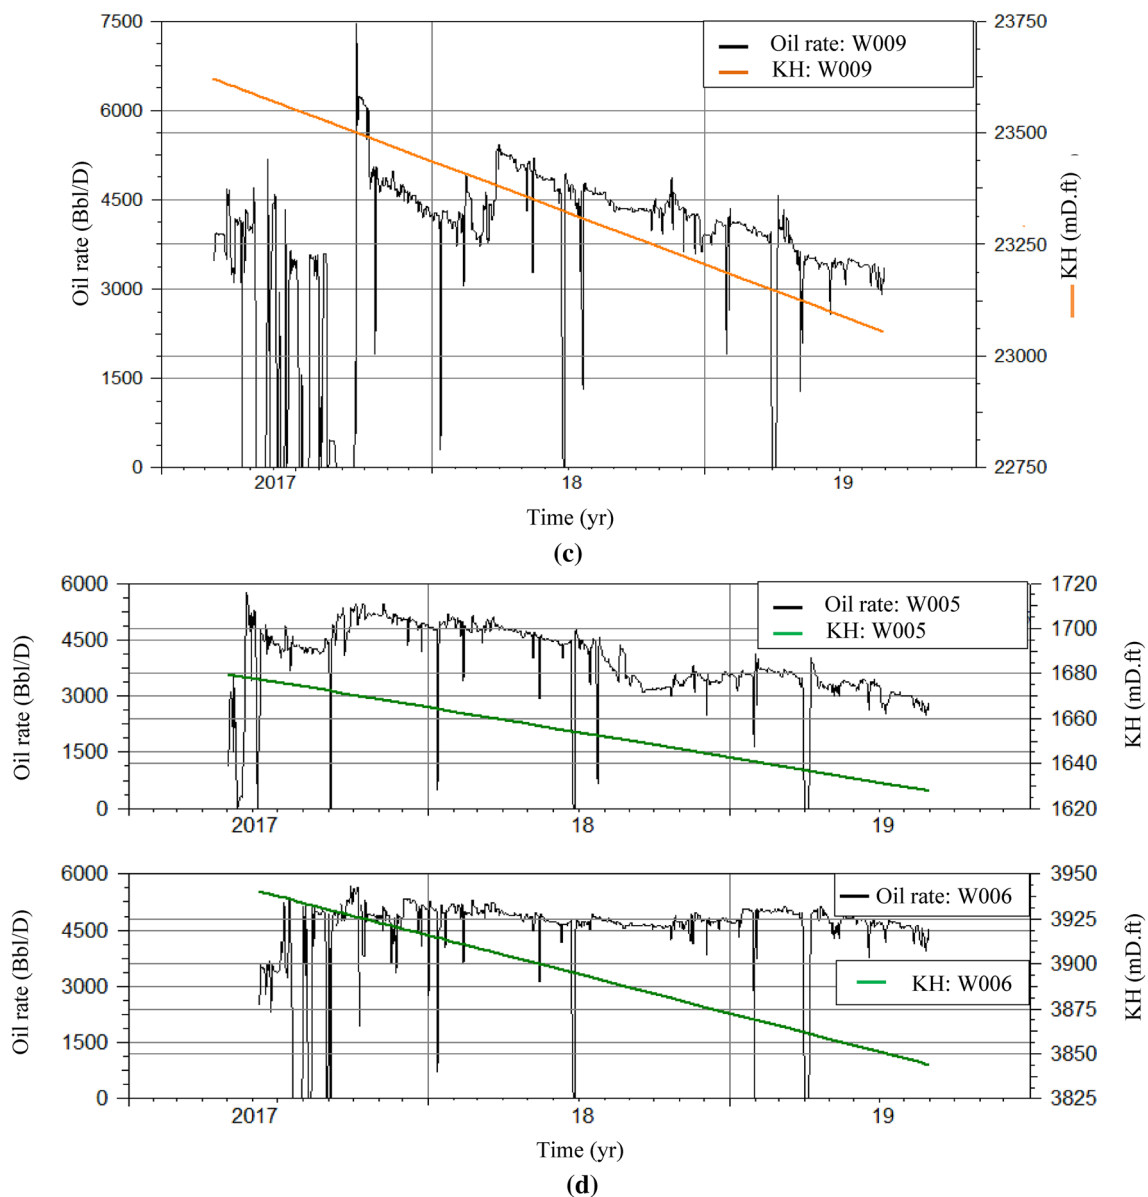 7500
6000
4500
3000
1500
0
Oil rate (Bbl/D)
Oil rate: W009
KH: W009
23750
23500
23250
23000
22750
KH (mD.ft)
2017 18 19
Time (yr)
(c)
6000
4500
3000
1500
0
Oil rate (Bbl/D)
Oil rate: W005
KH: W005
1720
1700
1680
1660
1640
1620
KH (mD.ft)
2017 18 19
6000
4500
3000
1500
0
Oil rate (Bbl/D)
Oil rate: W006
KH: W006
3950
3925
3900
3875
3850
3825
KH (mD.ft)
2017 18 19
Time (yr)
(d)